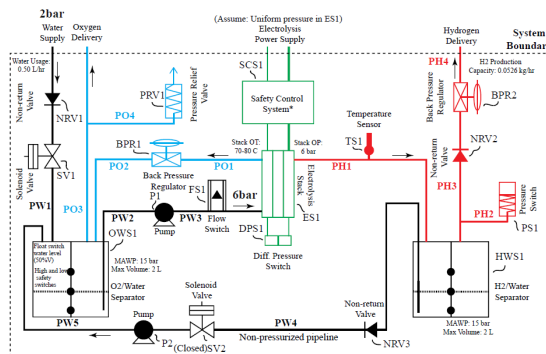 2bar
Water
Supply
Oxygen
Delivery
(Assume: Uniform pressure in ES1)
Electrolysis
Power Supply
Hydrogen
Delivery
System
Boundar
Water Usage:
0.50 L/hr
Non-return
Valve
NRV1
Solenoid
Valve
SV1
PW1
PO4
PRV1
Pressure Relief
Valve
SCS1
Safety Control
System*
PH4
H2 Production
Capacity: 0.0526 kg/hr
Back Pressure
Regulator
BPR2
Temperature
Sensor
TS1
NRV2
Non-return
Valve
PH3
BPR1
PO2
PO1
Back Pressure
Regulator
Stack OT:
70-80 C
Stack OP:
6 bar
PH1
PO3
PW2
P1
PW3
Pump
FS1
6bar
Flow
Switch
Electrolysis
Stack
ES1
DPS1
Diff. Pressure
Switch
PH2
Pressure
Switch
PS1
Float switch
water level
(50%V)
High and low
safety
switches
OWS1
MAWP: 15 bar
Max Volume: 2 L
O2/Water
Separator
HWS1
H2/Water
Separator
MAWP: 15 bar
Max Volume: 2L
Solenoid
Valve
Non-return
Valve
PW5
Pump
P2
(Closed)SV2
PW4
Non-pressurized pipeline
NRV3